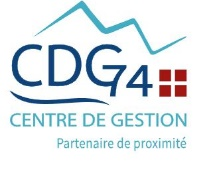 CDG74
CENTRE DE GESTION
Partenaire de proximité